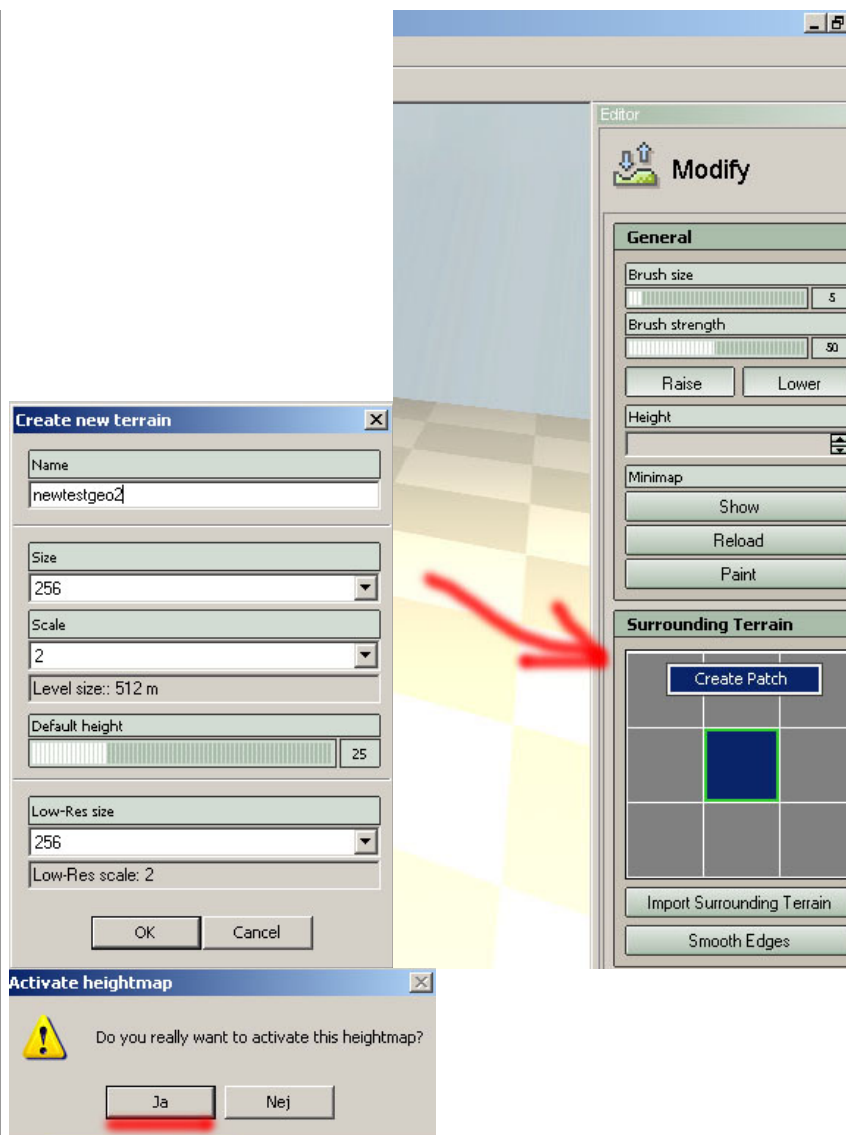 Editor
Modify
General
Brush size
5
Brush strength
50
Raise
Lower
Height
Minimap
Show
Reload
Paint
Surrounding Terrain
Create Patch
Import Surrounding Terrain
Smooth Edges
Create new terrain
Name
newtestgeo2
Size
256
Scale
2
Level size:: 512 m
Default height
25
Low-Res size
256
Low-Res scale: 2
OK
Cancel
Activate heightmap
Do you really want to activate this heightmap?
Ja
Nej